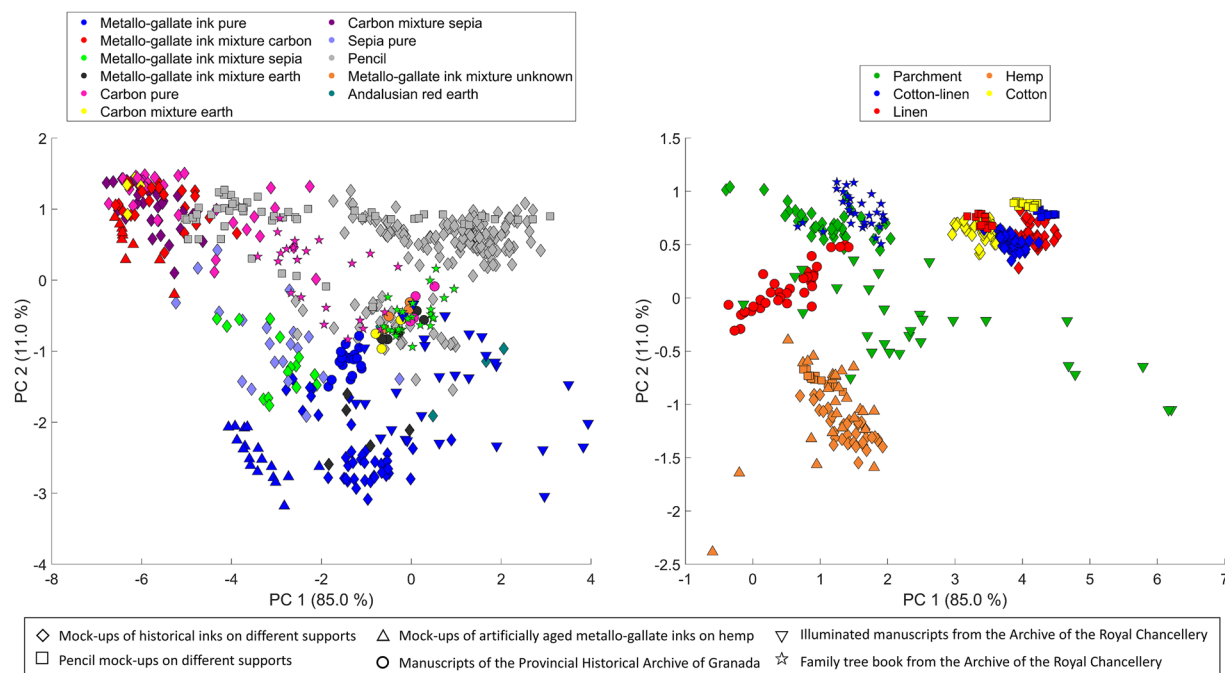 Metallo-gallate ink pure
Metallo-gallate ink mixture carbon
Metallo-gallate ink mixture sepia
Metallo-gallate ink mixture earth
Carbon pure
Carbon mixture earth
Carbon mixture sepia
Sepia pure
Pencil
Metallo-gallate ink mixture unknown
Andalusian red earth
2
1
0
-1
-2
-3
-4
PC 2 (11.0 %)
-8
-6
-4
-2
0
2
4
PC 1 (85.0 %)
Parchment
Cotton-linen
Linen
Hemp
Cotton
1.5
1
0.5
0
-0.5
-1
-1.5
-2
-2.5
PC 2 (11.0 %)
-1
0
1
2
3
4
5
6
7
PC 1 (85.0 %)
Mock-ups of historical inks on different supports
Pencil mock-ups on different supports
Mock-ups of artificially aged metallo-gallate inks on hemp
Manuscripts of the Provincial Historical Archive of Granada
Illuminated manuscripts from the Archive of the Royal Chancellery
Family tree book from the Archive of the Royal Chancellery